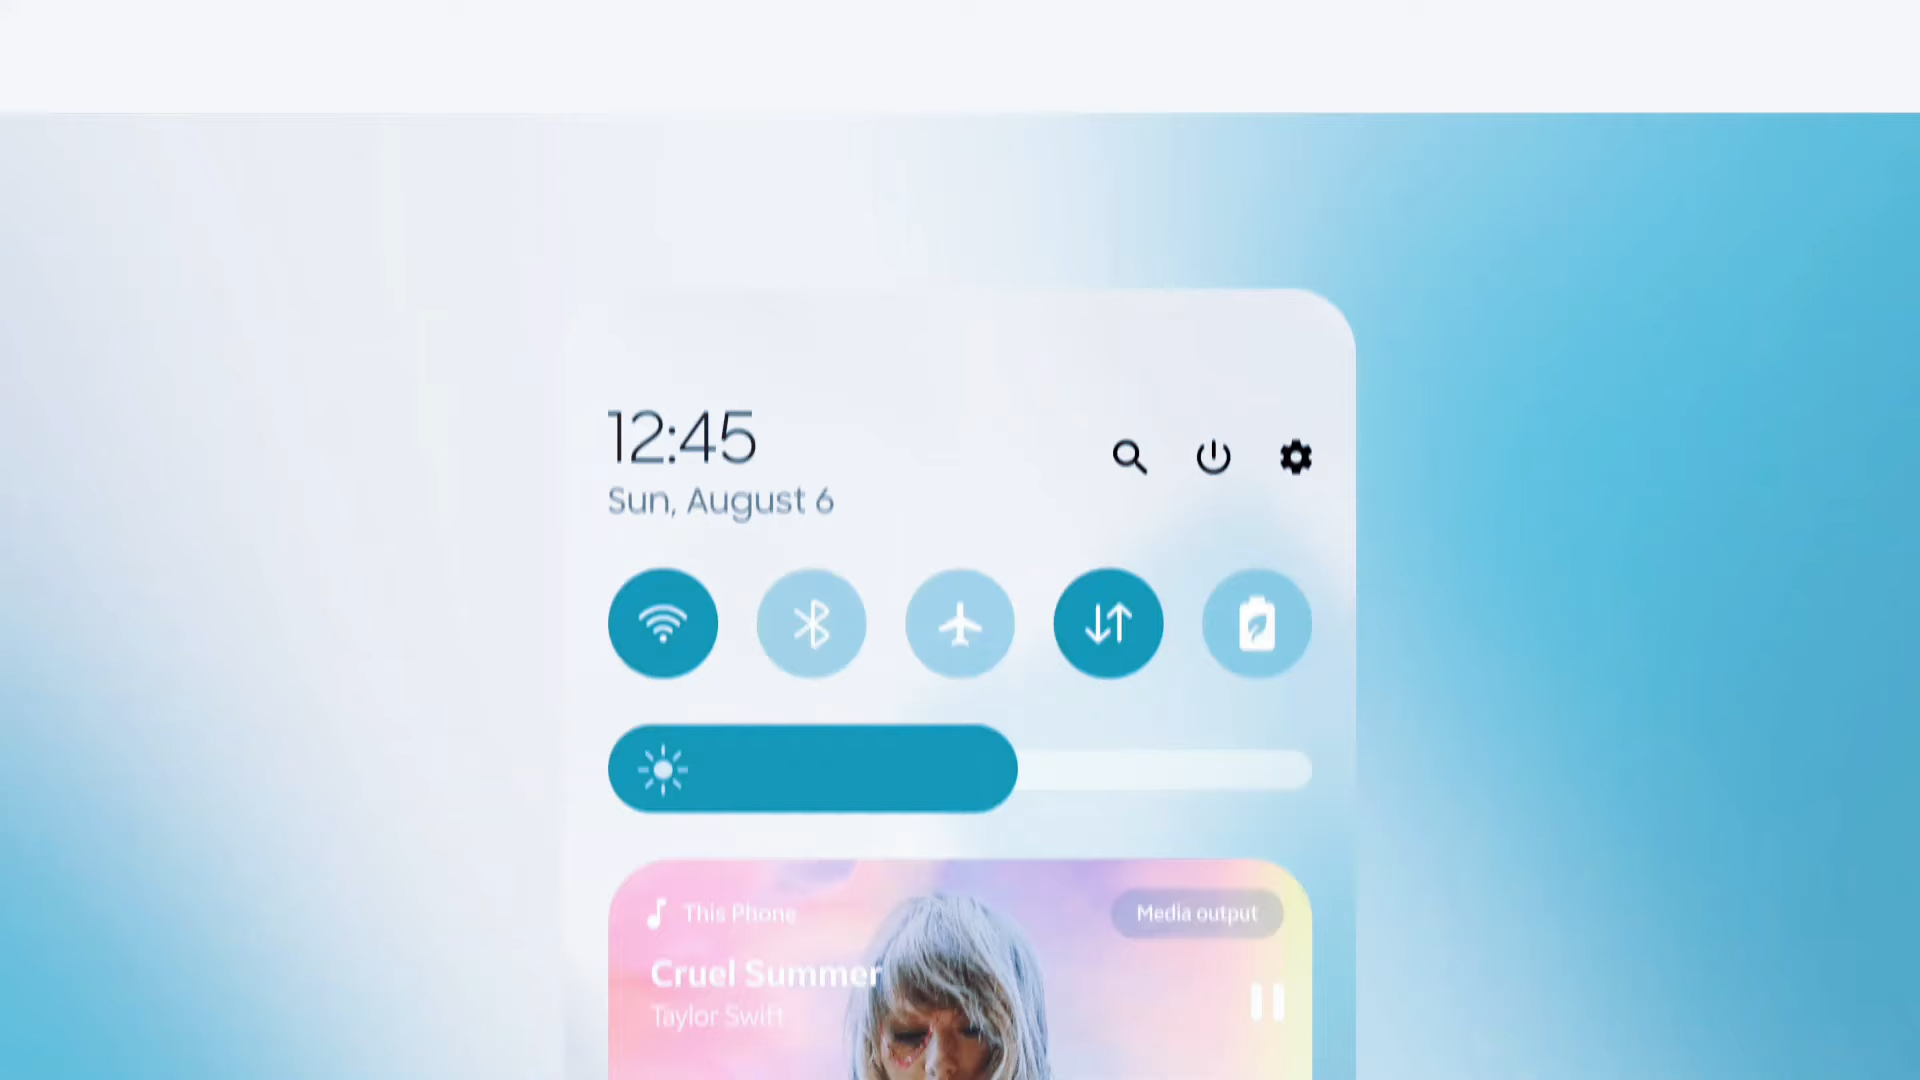 12:45
Sun, August 6
This Phone
Media output
Cruel Summer
Taylor Swift